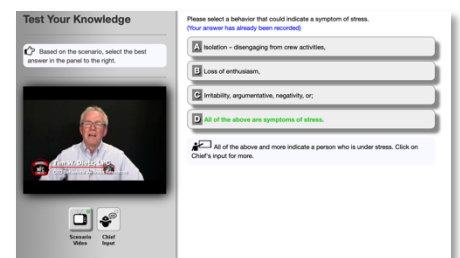 Test Your Knowledge
Based on the scenario, select the best
answer in the panel to the right.
Tim W. Dietz, LPC
Scenario
Video
Chief
Input
Please select a behavior that could indicate a symptom of stress.
(Your answer has already been recorded)
A Isolation – disengaging from crew activities,
B Loss of enthusiasm,
C Irritability, argumentative, negativity, or;
D All of the above are symptoms of stress.
All of the above and more indicate a person who is under stress. Click on
Chief's input for more.